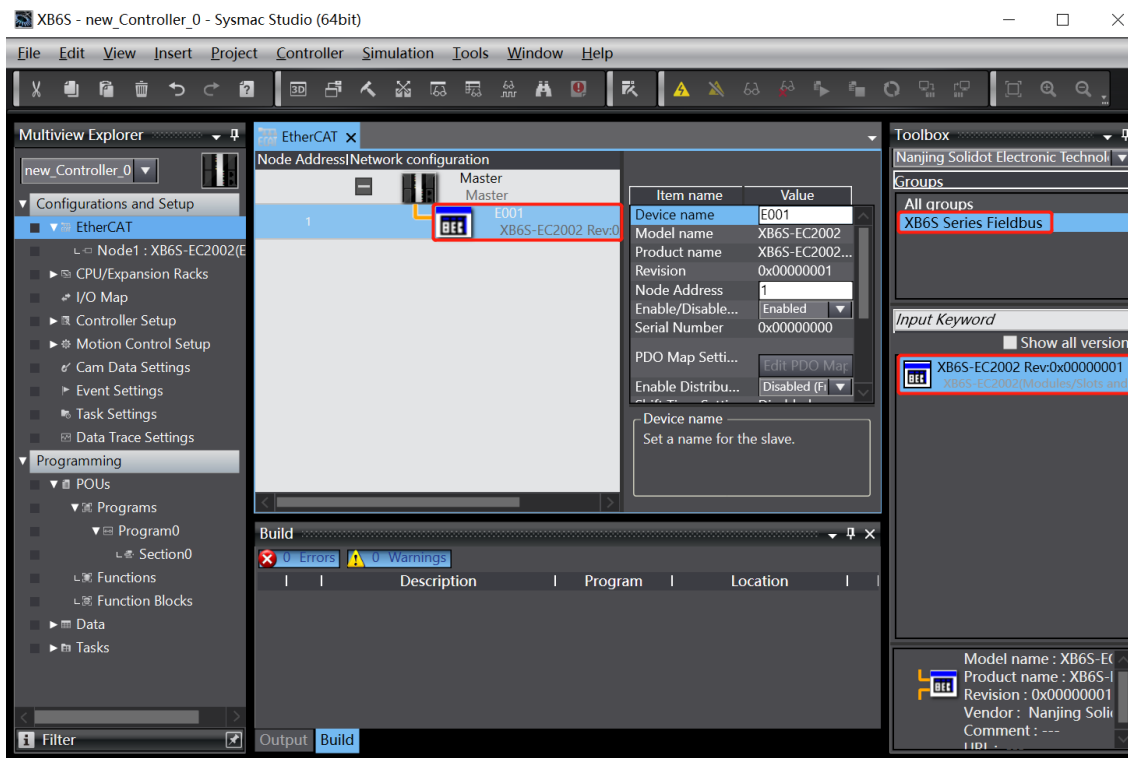 XB6S - new_Controller_0 - Sysmac Studio (64bit)
File Edit View Insert Project Controller Simulation Tools Window Help
Multiview Explorer
new_Controller_0
Configurations and Setup
EtherCAT
Node1 : XB6S-EC2002(E
CPU/Expansion Racks
I/O Map
Controller Setup
Motion Control Setup
Cam Data Settings
Event Settings
Task Settings
Data Trace Settings
Programming
POUs
Programs
Program0
Section0
Functions
Function Blocks
Data
Tasks
Filter
EtherCAT
Node Address|Network configuration
Master
Master
1
E001
XB6S-EC2002 Rev:0
Item name Value
Device name E001
Model name XB6S-EC2002
Product name XB6S-EC2002...
Revision 0x00000001
Node Address 1
Enable/Disable... Enabled
Serial Number 0x00000000
PDO Map Setti... Edit PDO Map
Enable Distribu... Disabled (F
Device name
Set a name for the slave.
Build
0 Errors 0 Warnings
Description Program Location
Output Build
Toolbox
Nanjing Solidot Electronic Technol
Groups
All groups
XB6S Series Fieldbus
Input Keyword
Show all version
XB6S-EC2002 Rev:0x00000001
XB6S-EC2002(Modules/Slots and
Model name : XB6S-E
Product name : XB6S-
Revision : 0x00000001
Vendor : Nanjing Soli
Comment : ---